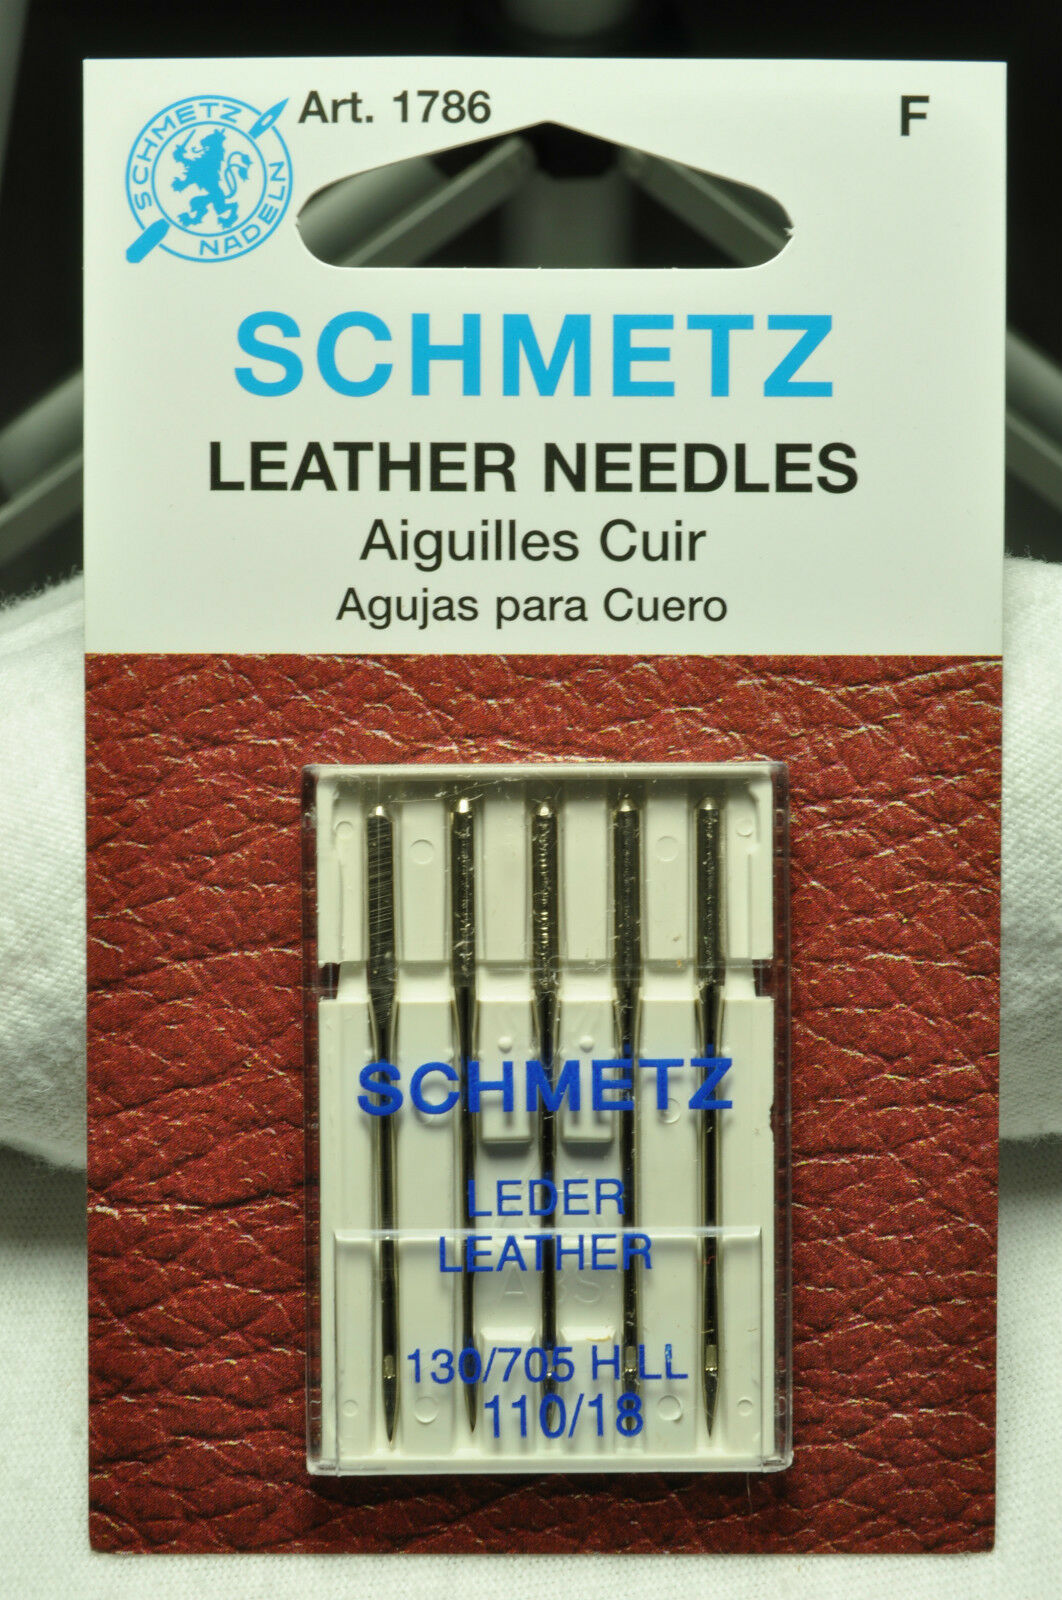 SCHMETZ
NADELN
Art. 1786
F
SCHMETZ
LEATHER NEEDLES
Aiguilles Cuir
Agujas para Cuero
SCHMETZ
LEDER
LEATHER
130/705 H LL
110/18